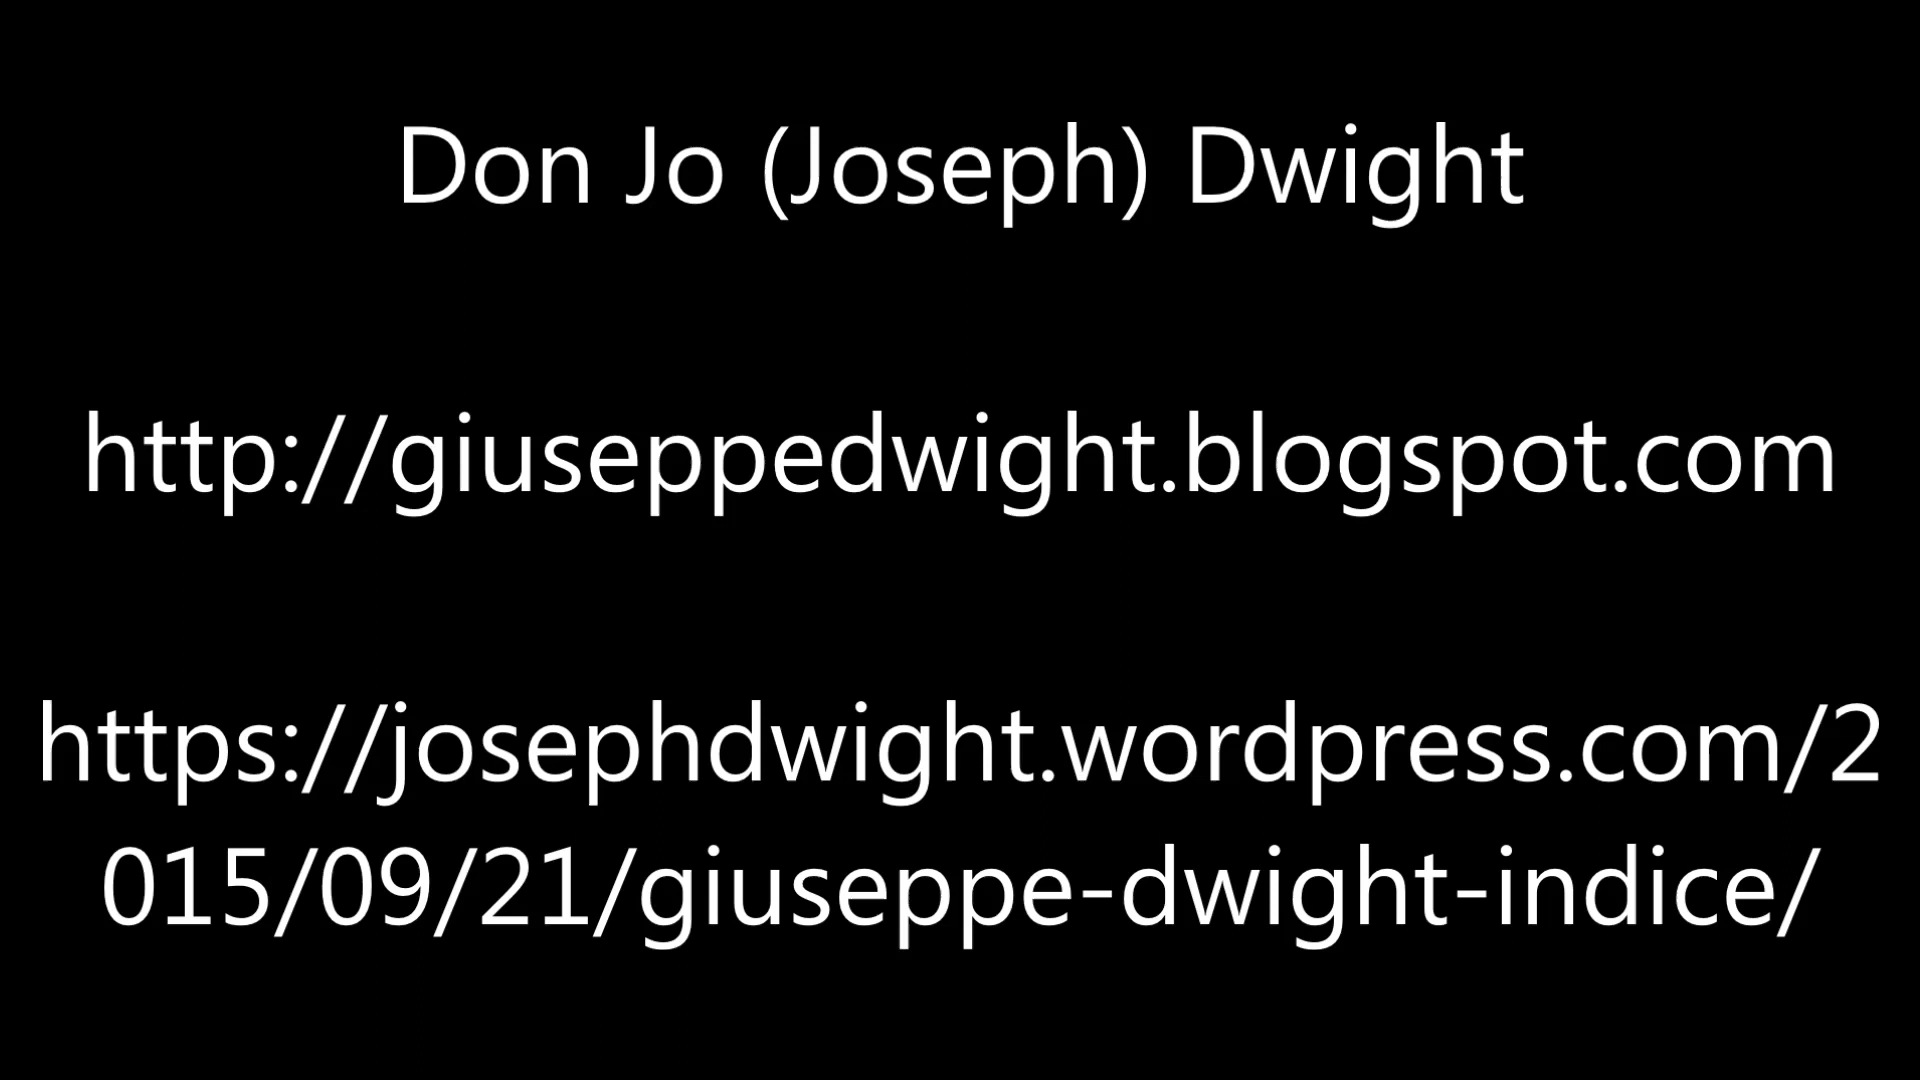 Don Jo (Joseph) Dwight
http://giuseppedwight.blogspot.com
https://josephdwight.wordpress.com/2
015/09/21/giuseppe-dwight-indice/